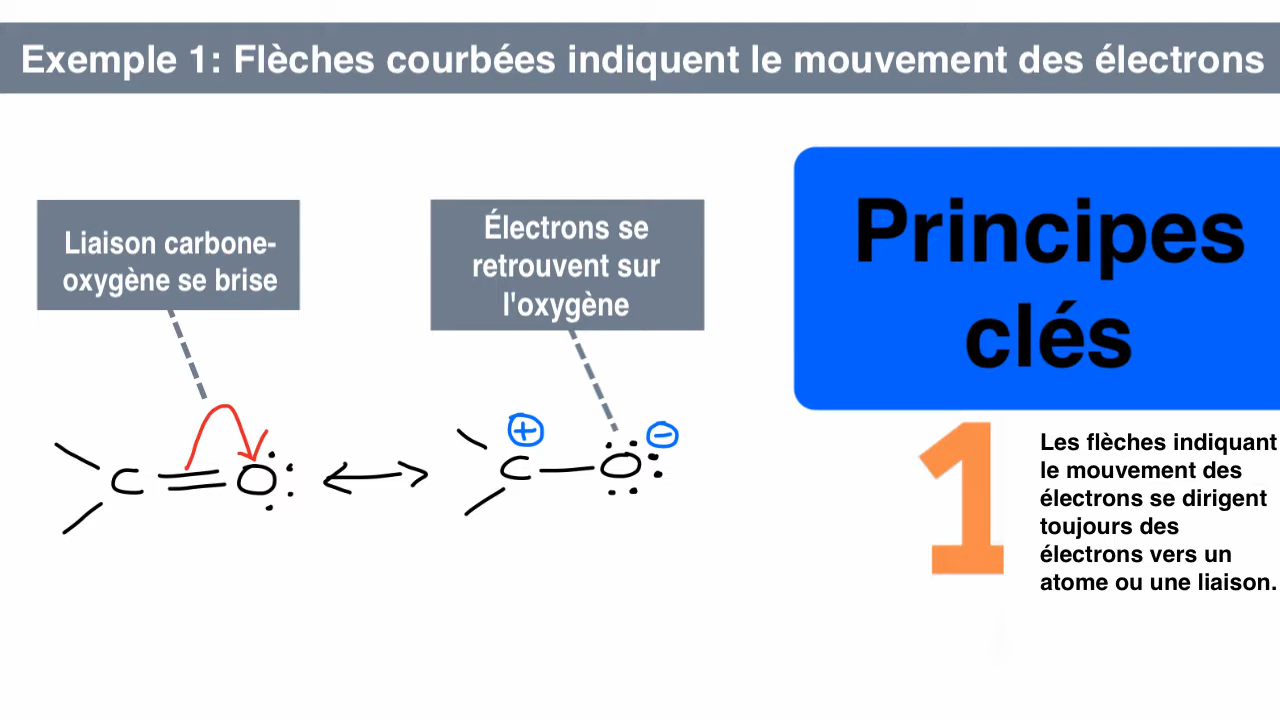 Exemple 1: Flèches courbées indiquent le mouvement des électrons
Liaison carbone-
oxygène se brise
Électrons se
retrouvent sur
l'oxygène
C O
C O
+
−
Principes
clés
1
Les flèches indiquant
le mouvement des
électrons se dirigent
toujours des
électrons vers un
atome ou une liaison.